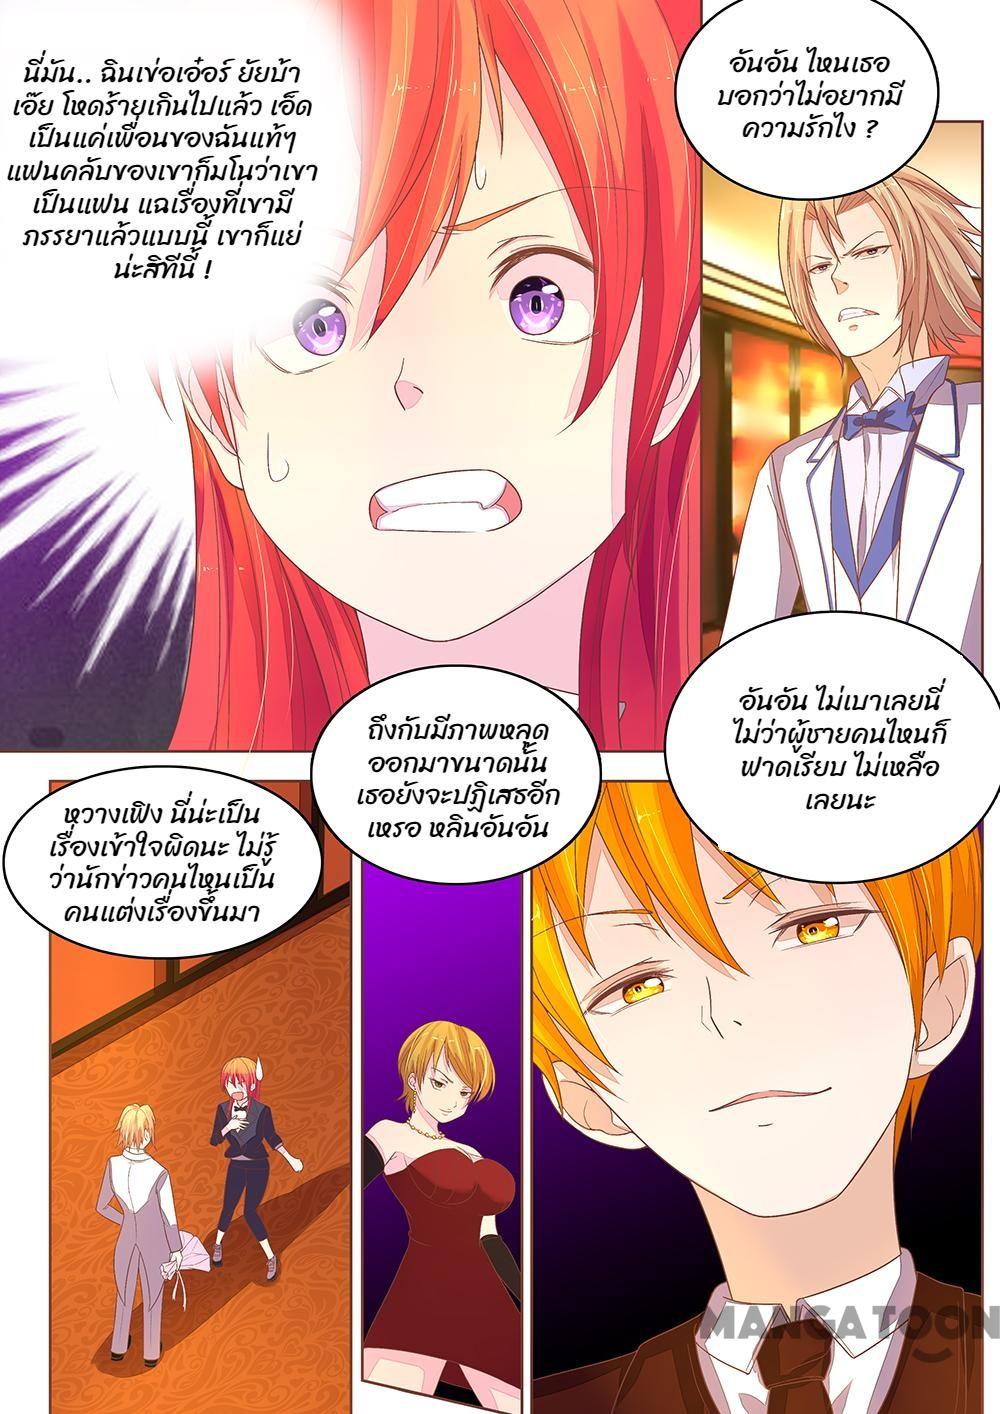 นี่มัน.. ฉินเข่อเอ๋อร์ ยัยบ้า
เอ๊ย โหดร้ายเกินไปแล้ว เอ็ด
เป็นแค่เพื่อนของฉันแท้ๆ
แฟนคลับของเขาก็มโนว่าเขา
เป็นแฟน แฉเรื่องที่เขามี
ภรรยาแล้วแบบนี้ เขาก็แย่
น่ะสิทีนี้ !
อันอัน ไหนเธอ
บอกว่าไม่อยากมี
ความรักไง ?
หวางเฟิง นี่น่ะเป็น
เรื่องเข้าใจผิดนะ ไม่รู้
ว่านักข่าวคนไหนเป็น
คนแต่งเรื่องขึ้นมา
ถึงกับมีภาพหลุด
ออกมาขนาดนั้น
เธอยังจะปฏิเสธอีก
เหรอ หลินอันอัน
อันอัน ไม่เบาเลยนี่
ไม่ว่าผู้ชายคนไหนก็
ฟาดเรียบ ไม่เหลือ
เลยนะ
MANGATOON